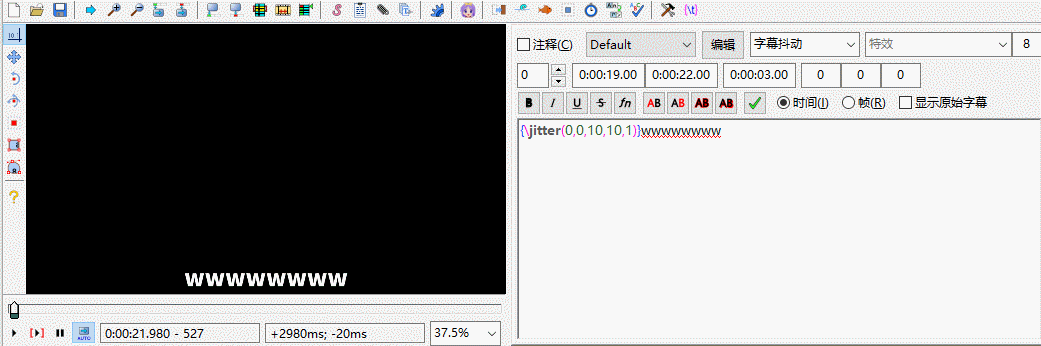 注释(C) Default 编辑 字幕抖动 特效 8
0 0:00:19.00 0:00:22.00 0:00:03.00 0 0 0
B I U S fn AB AB AB AB 时间(I) 帧(R) 显示原始字幕
{\jitter(0,0,10,10,1)}wwwwwwww
wwwwwwww
0:00:21.980 - 527 +2980ms; -20ms 37.5%
AUTO